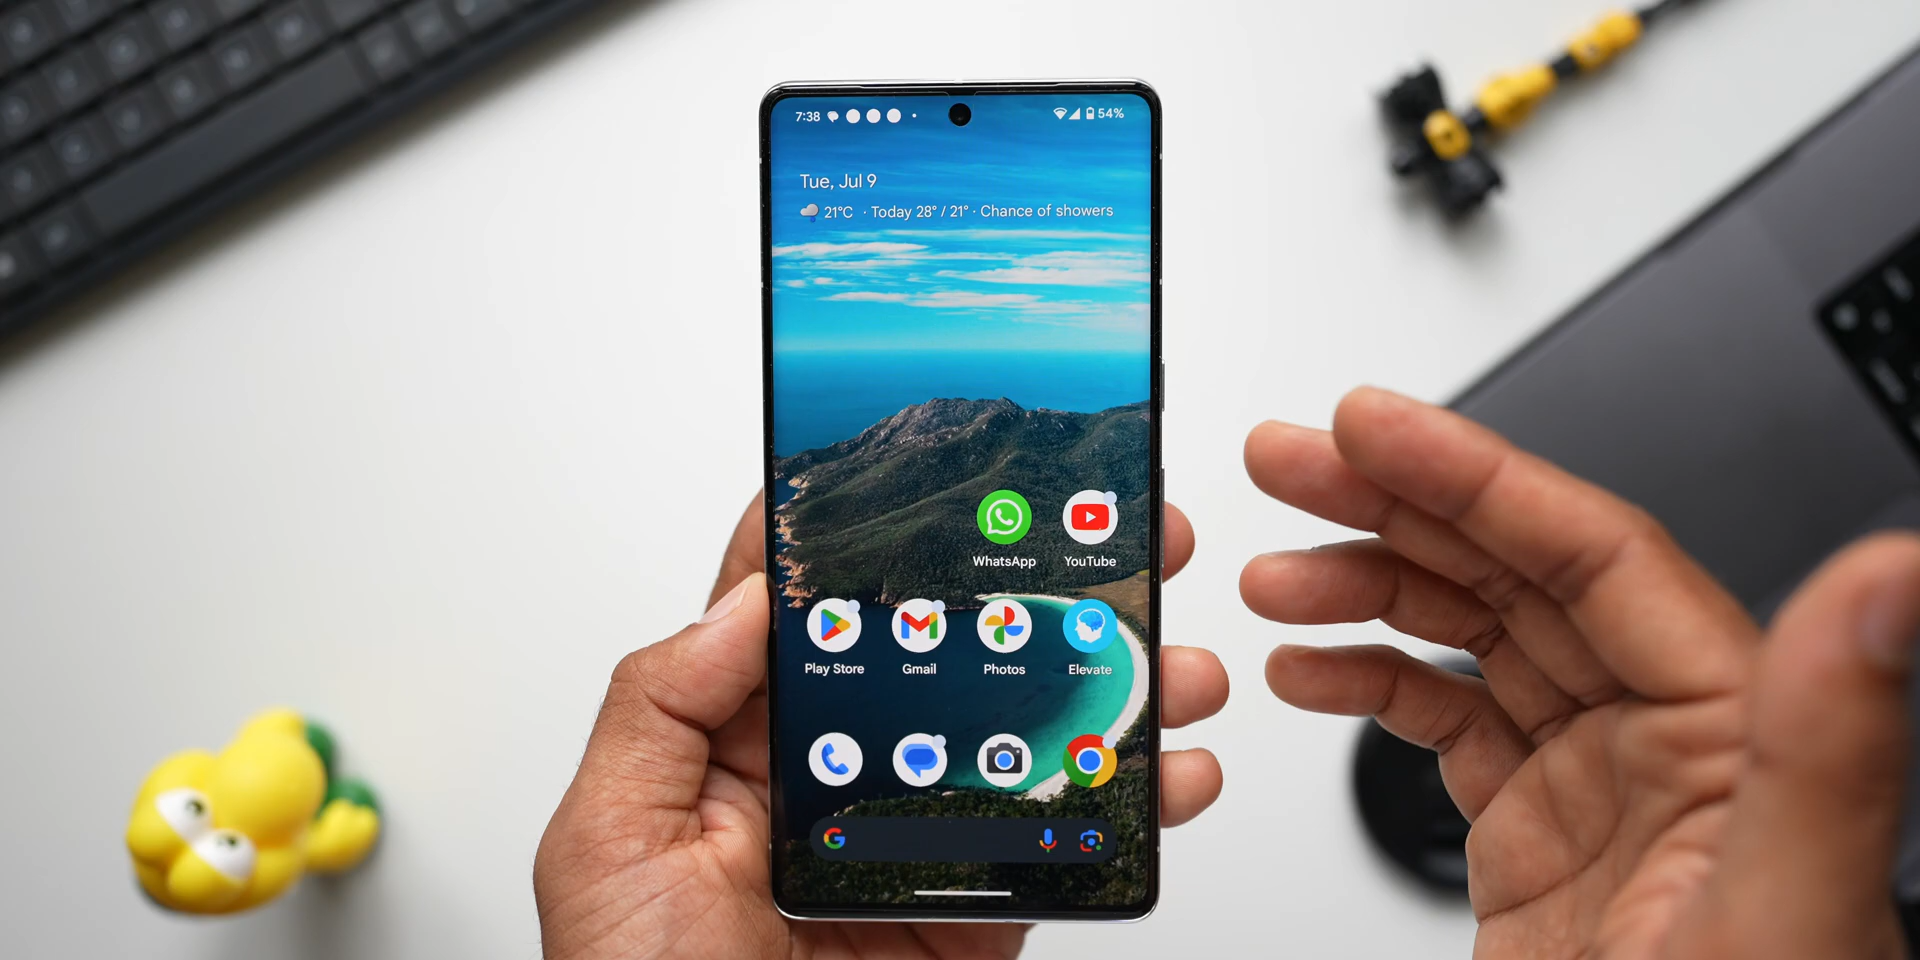 7:38
54%
Tue, Jul 9
21°C · Today 28° / 21° · Chance of showers
WhatsApp
YouTube
Play Store
Gmail
Photos
Elevate